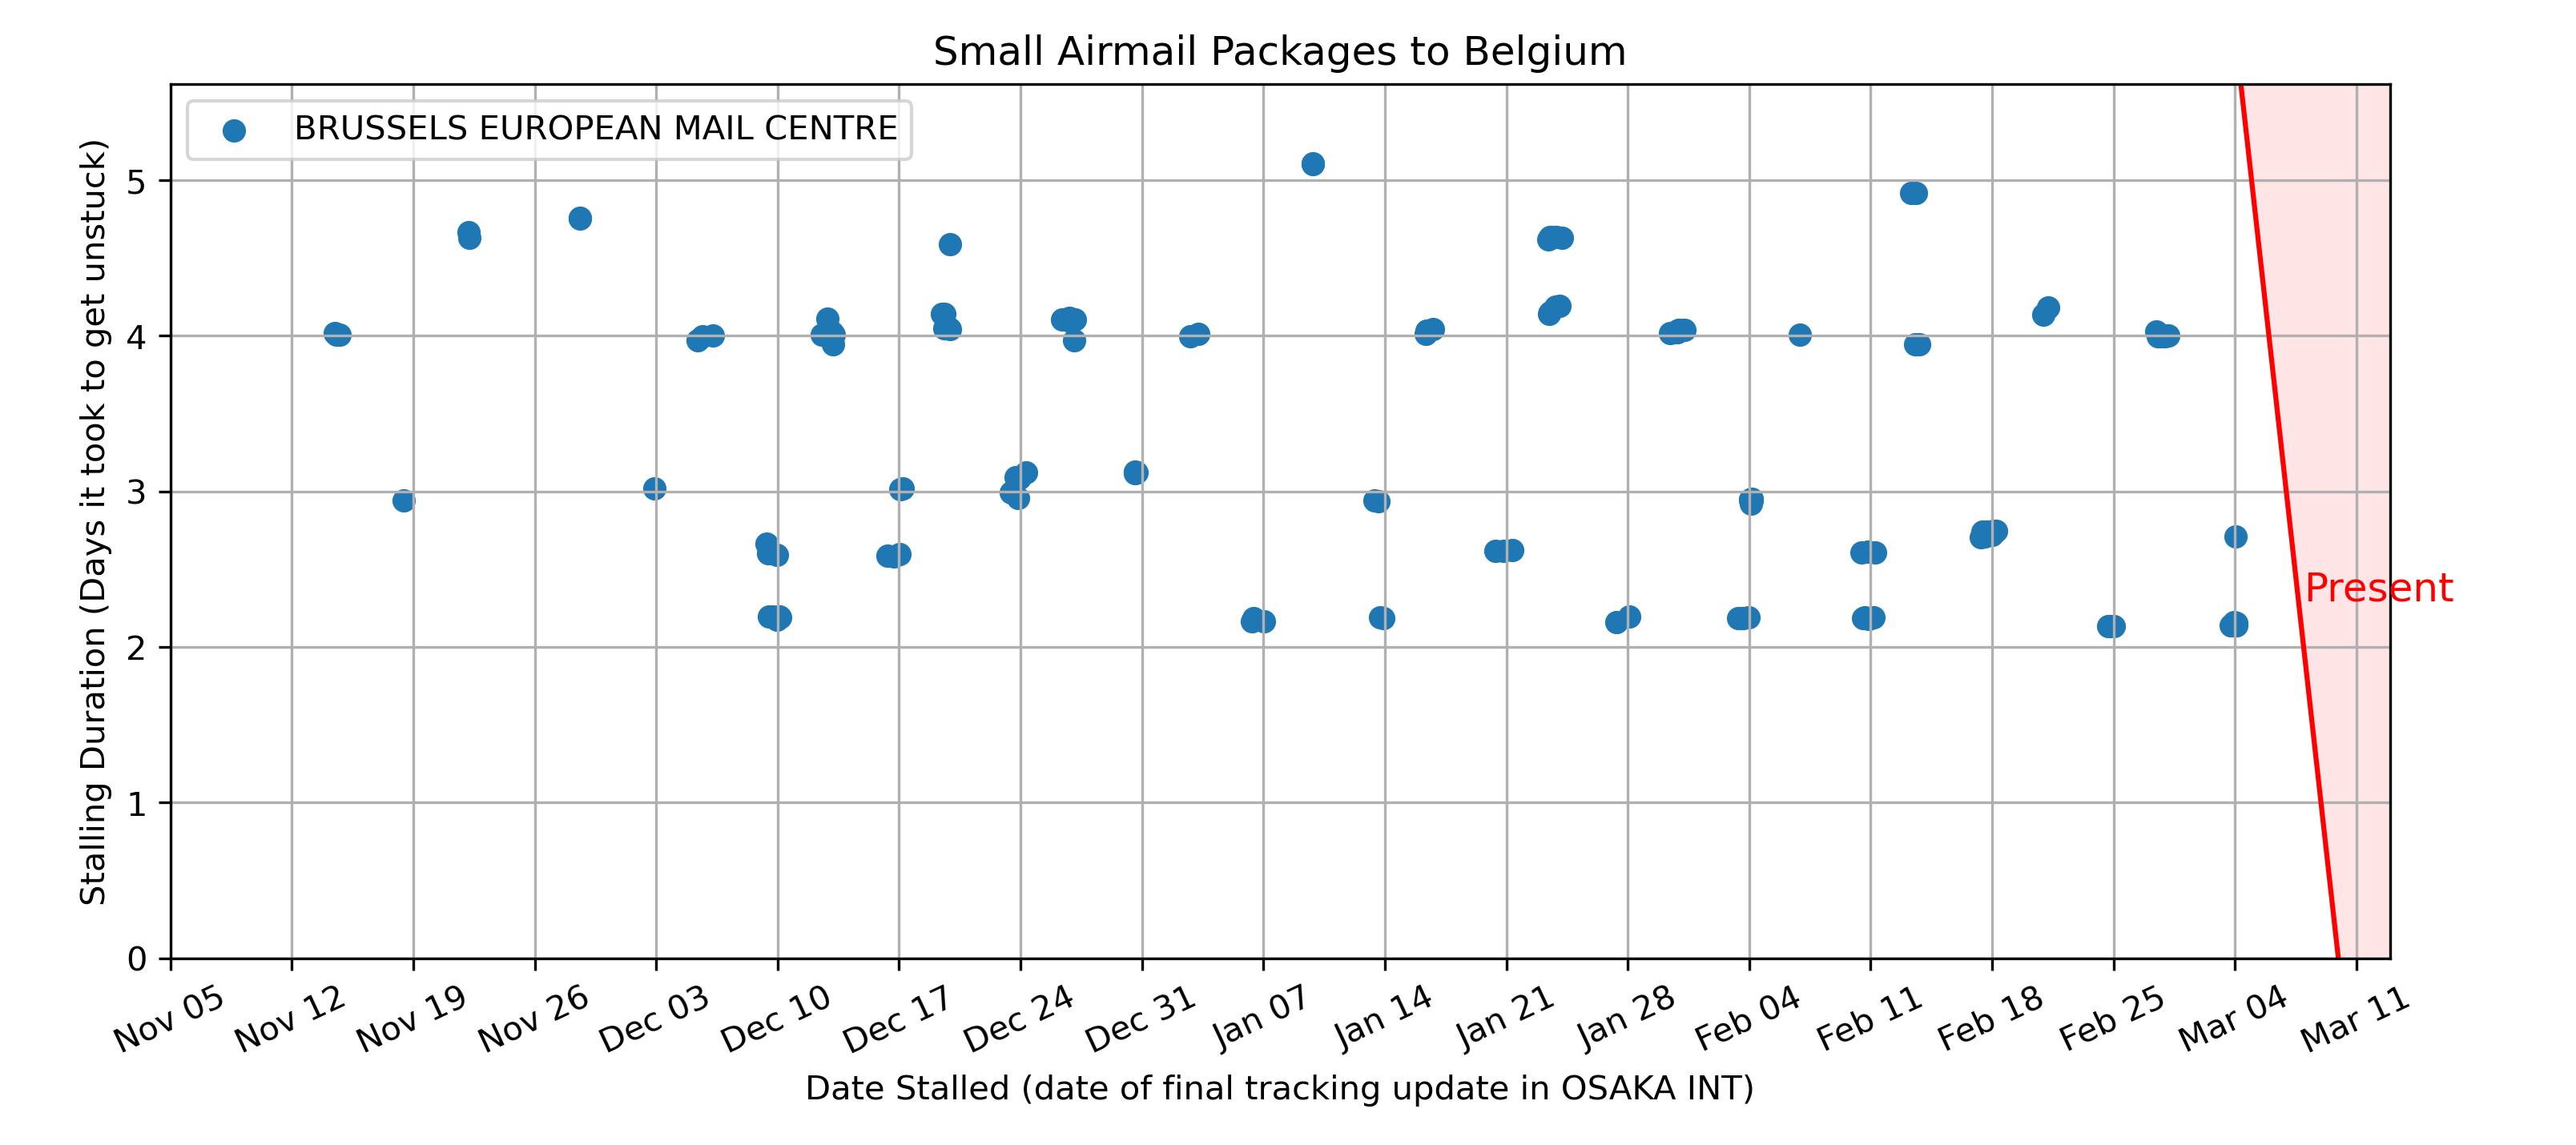 Small Airmail Packages to Belgium
BRUSSELS EUROPEAN MAIL CENTRE
Stalling Duration (Days it took to get unstuck)
5
4
3
2
1
0
Present
Nov 05 Nov 12 Nov 19 Nov 26 Dec 03 Dec 10 Dec 17 Dec 24 Dec 31 Jan 07 Jan 14 Jan 21 Jan 28 Feb 04 Feb 11 Feb 18 Feb 25 Mar 04 Mar 11
Date Stalled (date of final tracking update in OSAKA INT)